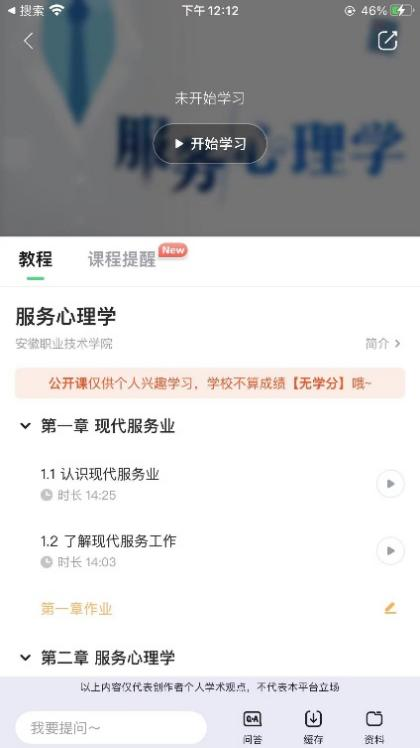 搜索
下午12:12
46%
未开始学习
开始学习
服务心理学
教程
课程提醒
New
服务心理学
安徽职业技术学院
简介
公开课仅供个人兴趣学习，学校不算成绩【无学分】哦~
第一章 现代服务业
1.1 认识现代服务业
时长 14:25
1.2 了解现代服务工作
时长 14:03
第一章作业
第二章 服务心理学
以上内容仅代表创作者个人学术观点，不代表本平台立场
我要提问～
Q&A
问答
缓存
资料